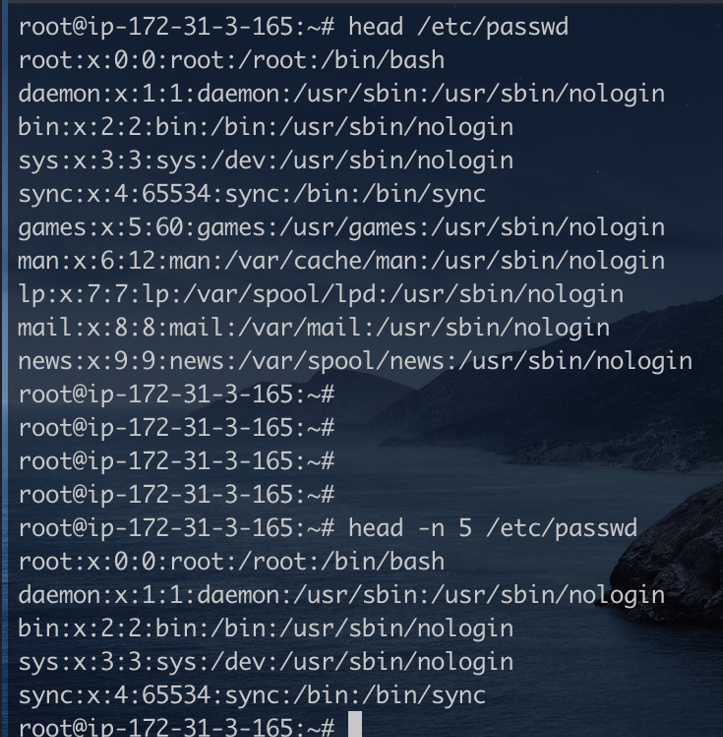 root@ip-172-31-3-165:~# head /etc/passwd
root:x:0:0:root:/root:/bin/bash
daemon:x:1:1:daemon:/usr/sbin:/usr/sbin/nologin
bin:x:2:2:bin:/bin:/usr/sbin/nologin
sys:x:3:3:sys:/dev:/usr/sbin/nologin
sync:x:4:65534:sync:/bin:/bin/sync
games:x:5:60:games:/usr/games:/usr/sbin/nologin
man:x:6:12:man:/var/cache/man:/usr/sbin/nologin
lp:x:7:7:lp:/var/spool/lpd:/usr/sbin/nologin
mail:x:8:8:mail:/var/mail:/usr/sbin/nologin
news:x:9:9:news:/var/spool/news:/usr/sbin/nologin
root@ip-172-31-3-165:~#
root@ip-172-31-3-165:~#
root@ip-172-31-3-165:~#
root@ip-172-31-3-165:~#
root@ip-172-31-3-165:~# head -n 5 /etc/passwd
root:x:0:0:root:/root:/bin/bash
daemon:x:1:1:daemon:/usr/sbin:/usr/sbin/nologin
bin:x:2:2:bin:/bin:/usr/sbin/nologin
sys:x:3:3:sys:/dev:/usr/sbin/nologin
sync:x:4:65534:sync:/bin:/bin/sync
root@ip-172-31-3-165:~#